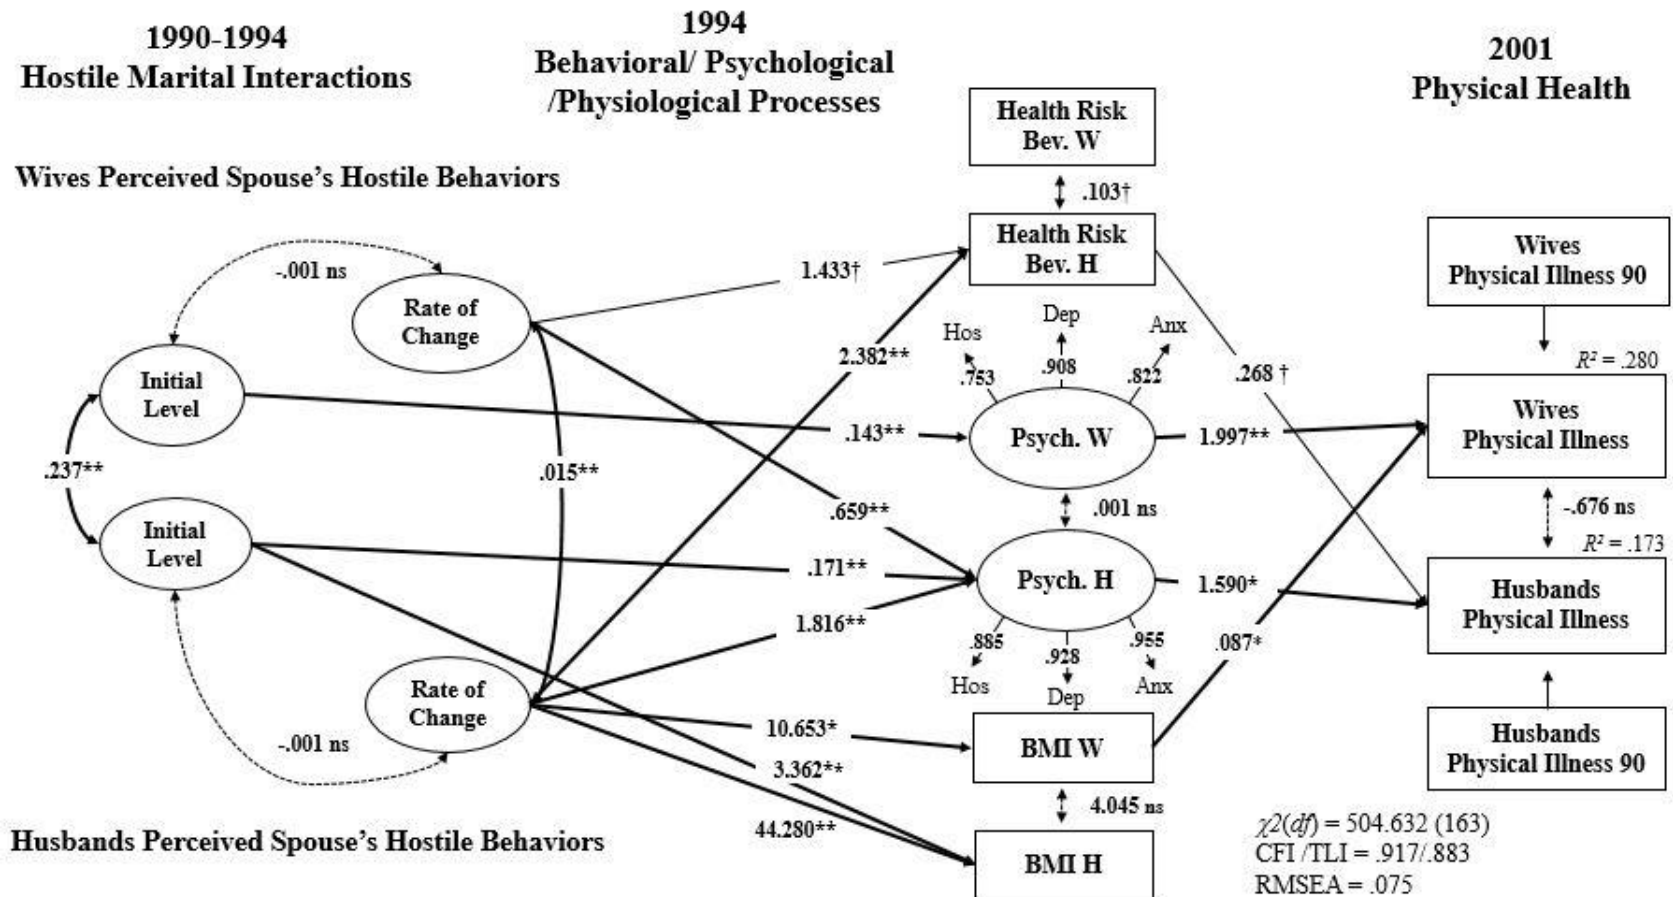 1990-1994
Hostile Marital Interactions
1994
Behavioral/ Psychological
/Physiological Processes
2001
Physical Health
Wives Perceived Spouse's Hostile Behaviors
Health Risk
Bev. W
.103†
Health Risk
Bev. H
-.001 ns
Rate of
Change
1.433†
Initial
Level
2.382**
Hos
Dep
Anx
.753
.908
.822
.268 †
Wives
Physical Illness 90
R² = .280
.143**
Psych. W
1.997**
Wives
Physical Illness
.237**
.015**
.659**
.001 ns
-.676 ns
R² = .173
Initial
Level
.171**
Psych. H
1.590*
Husbands
Physical Illness
1.816**
.885
.928
.955
Hos
Dep
Anx
.087*
Rate of
Change
-.001 ns
10.653*
BMI W
Husbands
Physical Illness 90
3.362**
4.045 ns
44.280**
BMI H
Husbands Perceived Spouse's Hostile Behaviors
χ2(df) = 504.632 (163)
CFI /TLI = .917/.883
RMSEA = .075